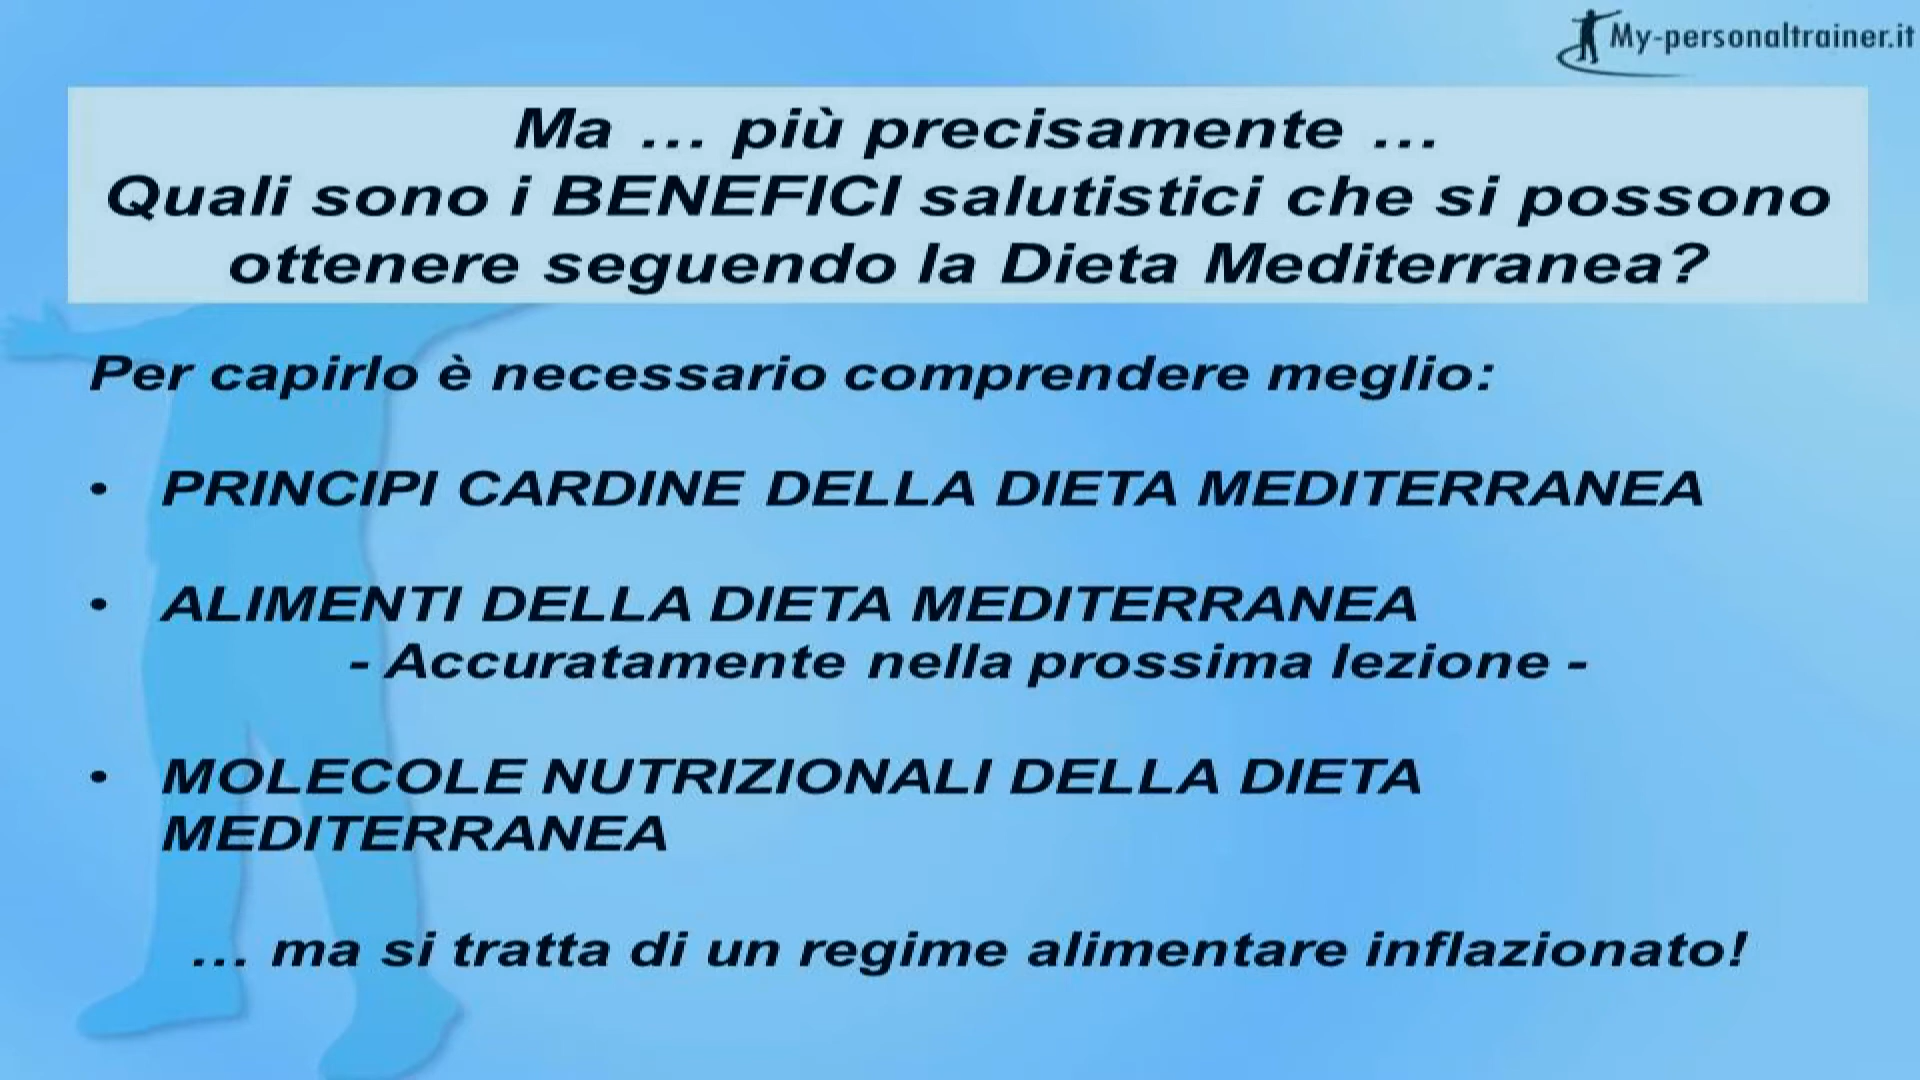 My-personaltrainer.it
Ma ... più precisamente ...
Quali sono i BENEFICI salutistici che si possono
ottenere seguendo la Dieta Mediterranea?
Per capirlo è necessario comprendere meglio:
• PRINCIPI CARDINE DELLA DIETA MEDITERRANEA
• ALIMENTI DELLA DIETA MEDITERRANEA
- Accuratamente nella prossima lezione -
• MOLECOLE NUTRIZIONALI DELLA DIETA
MEDITERRANEA
... ma si tratta di un regime alimentare inflazionato!